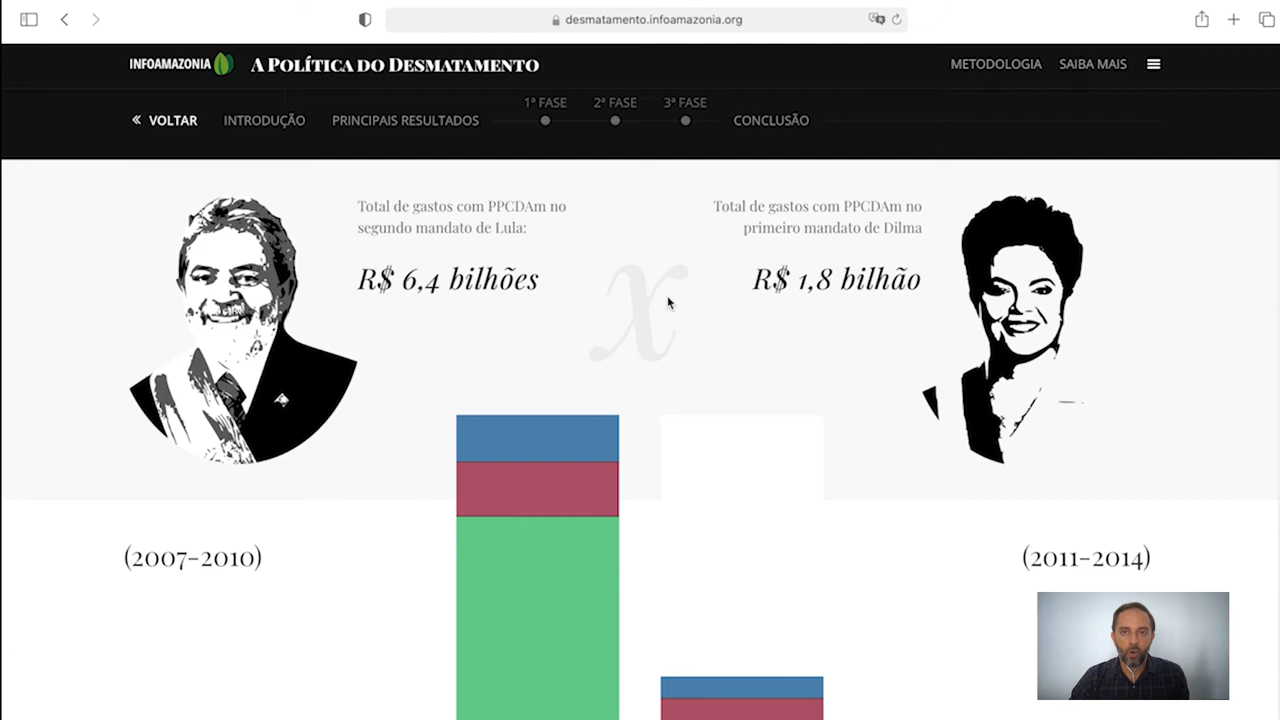 desmatamento.infoamazonia.org
INFOAMAZONIA A POLÍTICA DO DESMATAMENTO
METODOLOGIA SAIBA MAIS
1ª FASE 2ª FASE 3ª FASE
« VOLTAR INTRODUÇÃO PRINCIPAIS RESULTADOS CONCLUSÃO
Total de gastos com PPCDAm no
segundo mandato de Lula:
R$ 6,4 bilhões
x
Total de gastos com PPCDAm no
primeiro mandato de Dilma
R$ 1,8 bilhão
(2007-2010)
(2011-2014)